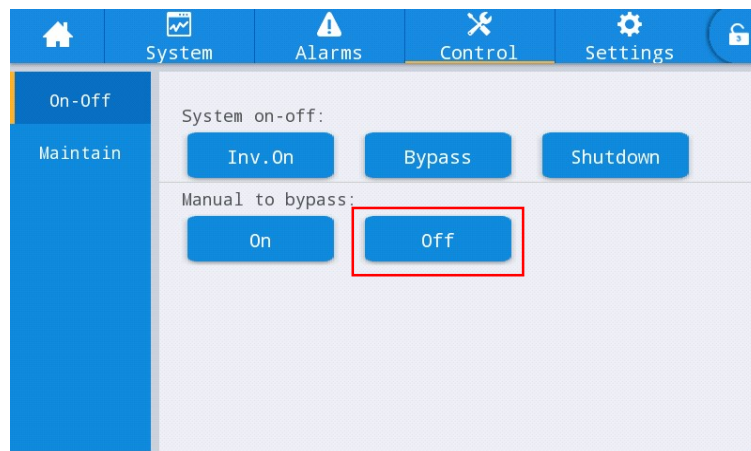 System Alarms Control Settings
On-Off
Maintain
System on-off:
Inv.On Bypass Shutdown
Manual to bypass:
On Off